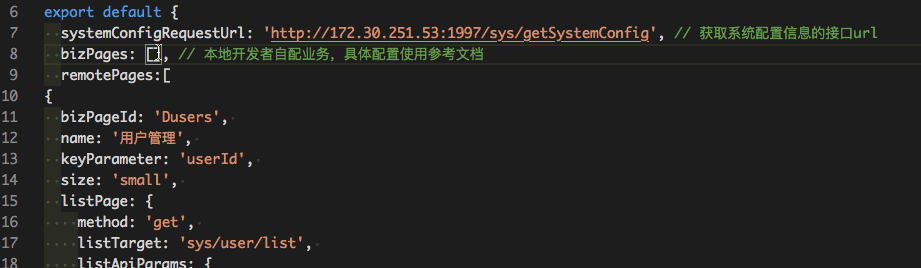 6 export default {
7 systemConfigRequestUrl: 'http://172.30.251.53:1997/sys/getSystemConfig', // 获取系统配置信息的接口url
8 bizPages: [], // 本地开发者自配业务，具体配置使用参考文档
9 remotePages:[
10 {
11 bizPageId: 'Dusers',
12 name: '用户管理',
13 keyParameter: 'userId',
14 size: 'small',
15 listPage: {
16 method: 'get',
17 listTarget: 'sys/user/list',
18 listApiParams: {